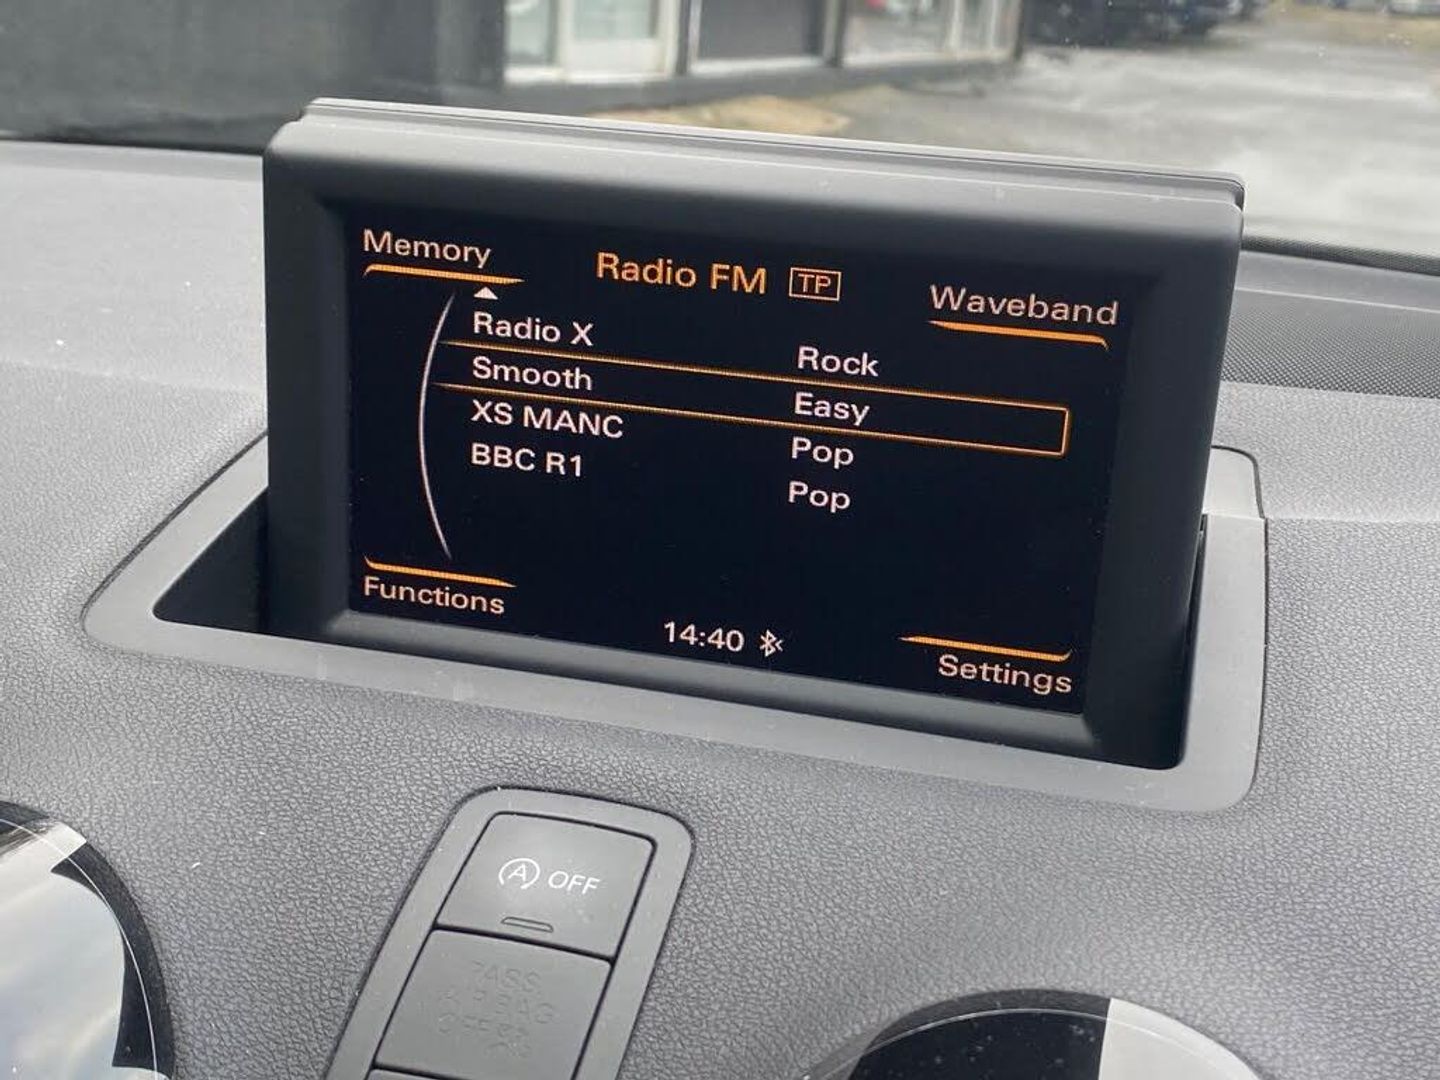 Memory
Radio FM TP
Waveband
Radio X Rock
Smooth Easy
XS MANC Pop
BBC R1 Pop
Functions
14:40
Settings
A OFF